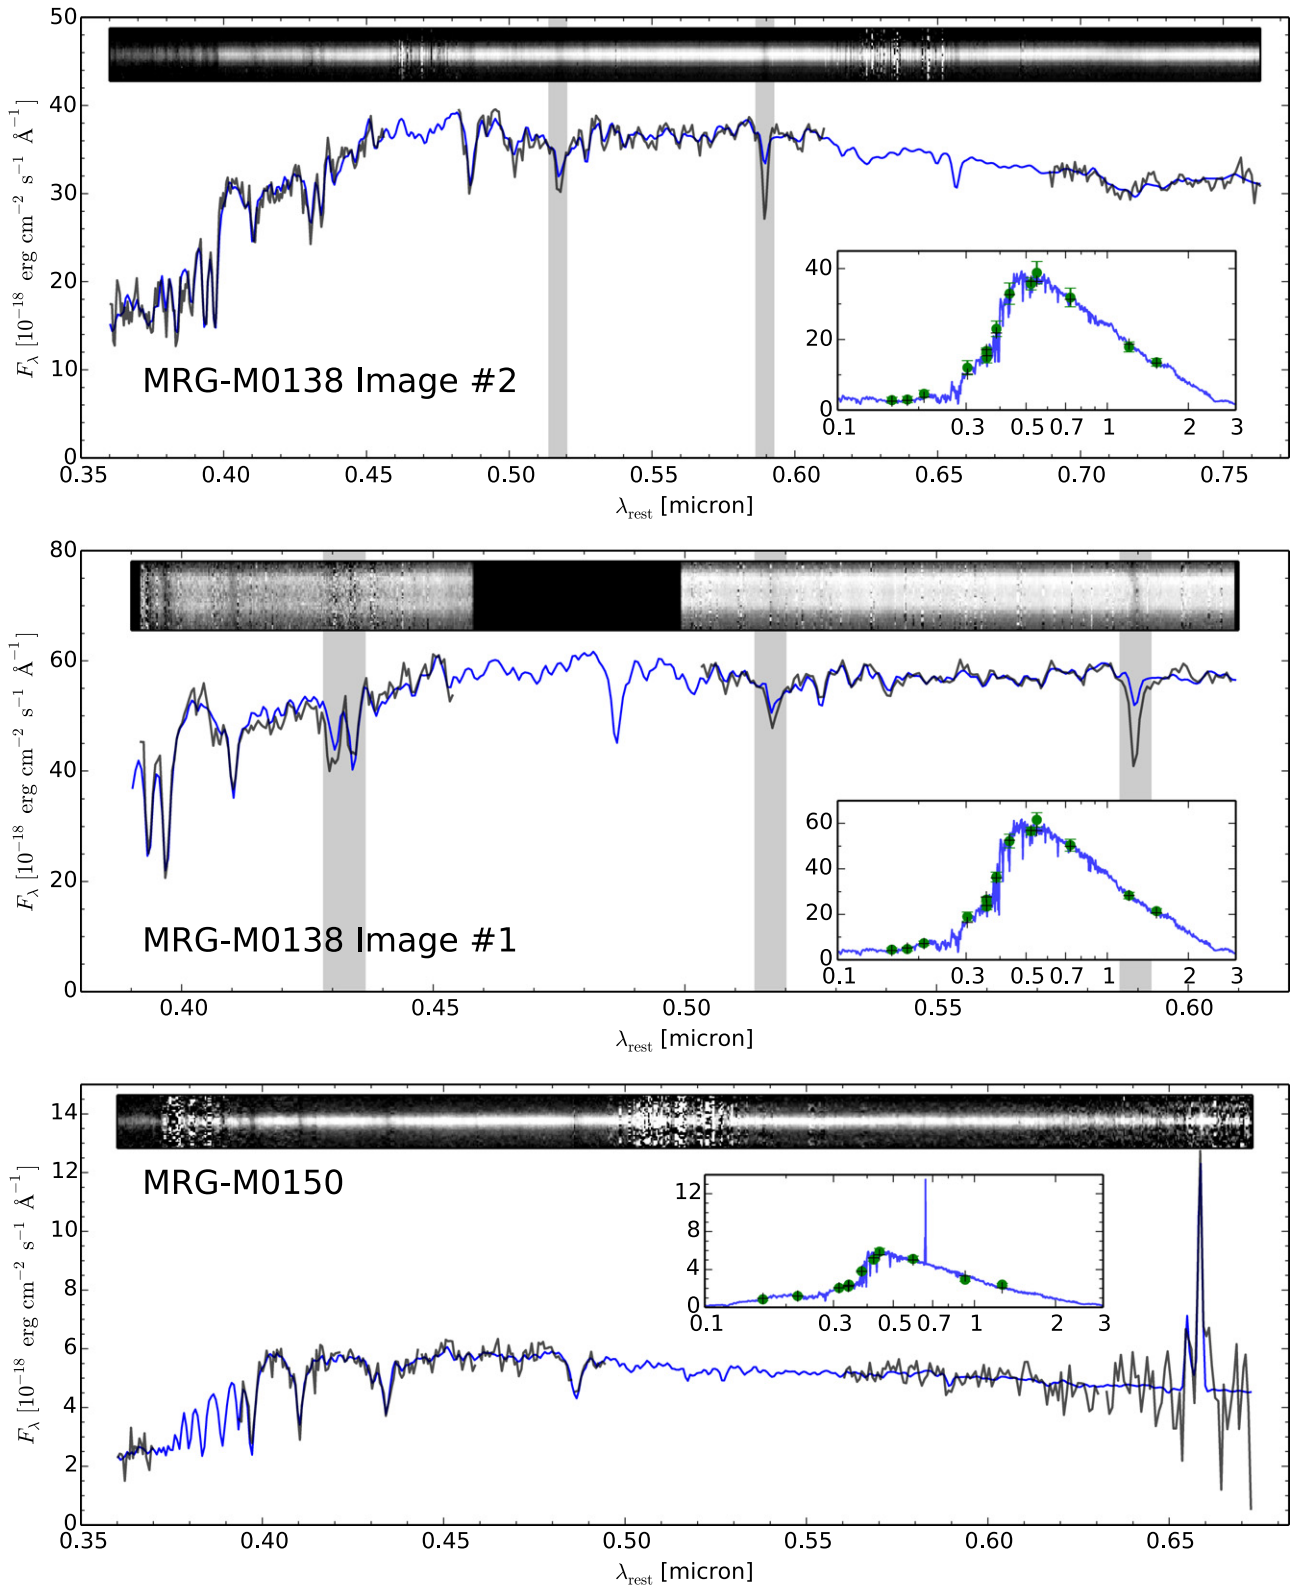 50
40
30
20
10
0
F_λ [10⁻¹⁸ erg cm⁻² s⁻¹ Å⁻¹]
MRG-M0138 Image #2
40
20
0
0.1 0.3 0.5 0.7 1 2 3
0.35 0.40 0.45 0.50 0.55 0.60 0.65 0.70 0.75
λ_rest [micron]
80
60
40
20
0
F_λ [10⁻¹⁸ erg cm⁻² s⁻¹ Å⁻¹]
MRG-M0138 Image #1
60
40
20
0
0.1 0.3 0.5 0.7 1 2 3
0.40 0.45 0.50 0.55 0.60
λ_rest [micron]
14
12
10
8
6
4
2
0
F_λ [10⁻¹⁸ erg cm⁻² s⁻¹ Å⁻¹]
MRG-M0150
12
8
4
0
0.1 0.3 0.5 0.7 1 2 3
0.35 0.40 0.45 0.50 0.55 0.60 0.65
λ_rest [micron]